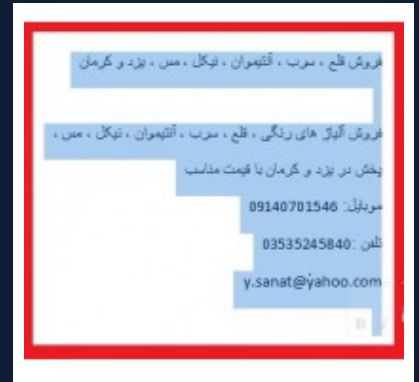 فروش قلع ، سرب ، آنتیموان ، نیکل ، مس ، یزد و کرمان
فروش آلیاژ های رنگی ، قلع ، سرب ، آنتیموان ، نیکل ، مس ،
پخش در یزد و کرمان با قیمت مناسب
موبایل: 09140701546
تلفن :03535245840
y.sanat@yahoo.com